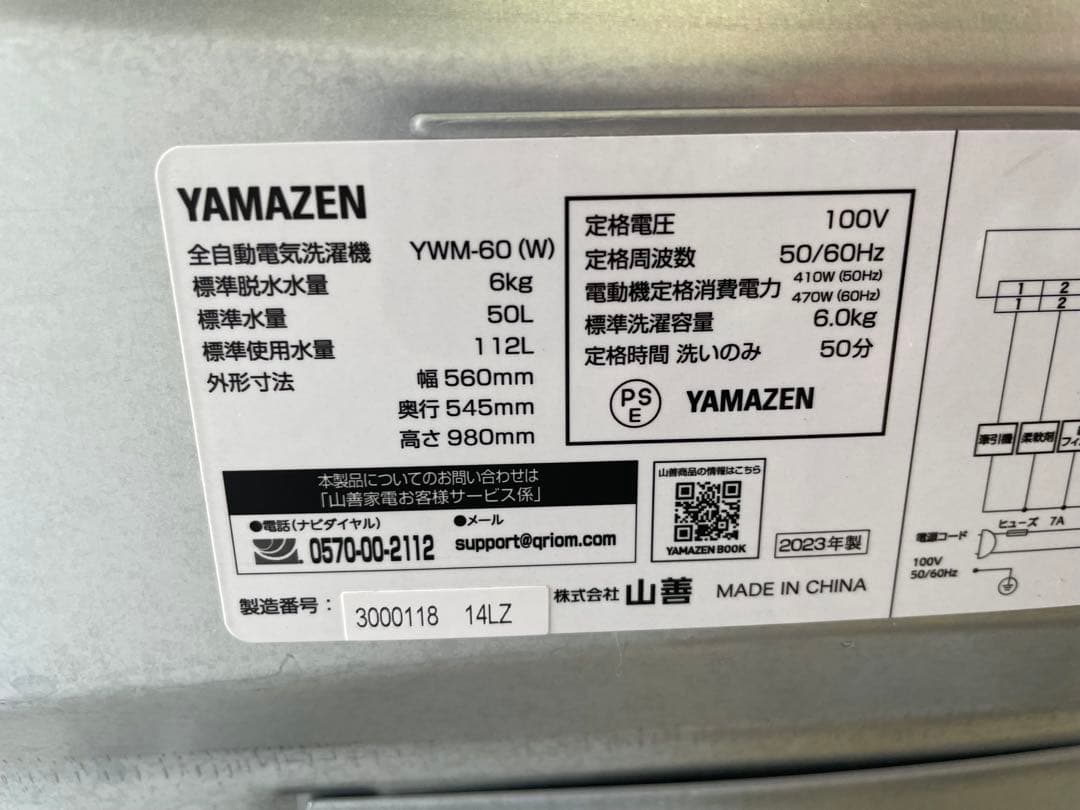 YAMAZEN
全自動電気洗濯機 YWM-60 (W)
標準脱水水量 6kg
標準水量 50L
標準使用水量 112L
外形寸法 幅 560mm
奥行 545mm
高さ 980mm
定格電圧 100V
定格周波数 50/60Hz
電動機定格消費電力 410W (50Hz)
470W (60Hz)
標準洗濯容量 6.0kg
定格時間 洗いのみ 50分
PS
E
YAMAZEN
本製品についてのお問い合わせは
「山善家電お客様サービス係」
●電話(ナビダイヤル)
0570-00-2112
●メール
support@qriom.com
山善商品の情報はこちら
YAMAZEN BOOK
2023年製
製造番号: 3000118 14LZ
株式会社 山善 MADE IN CHINA
1 2
1 2
牽引機 柔軟剤
ヒューズ 7A
電源コード
100V
50/60Hz